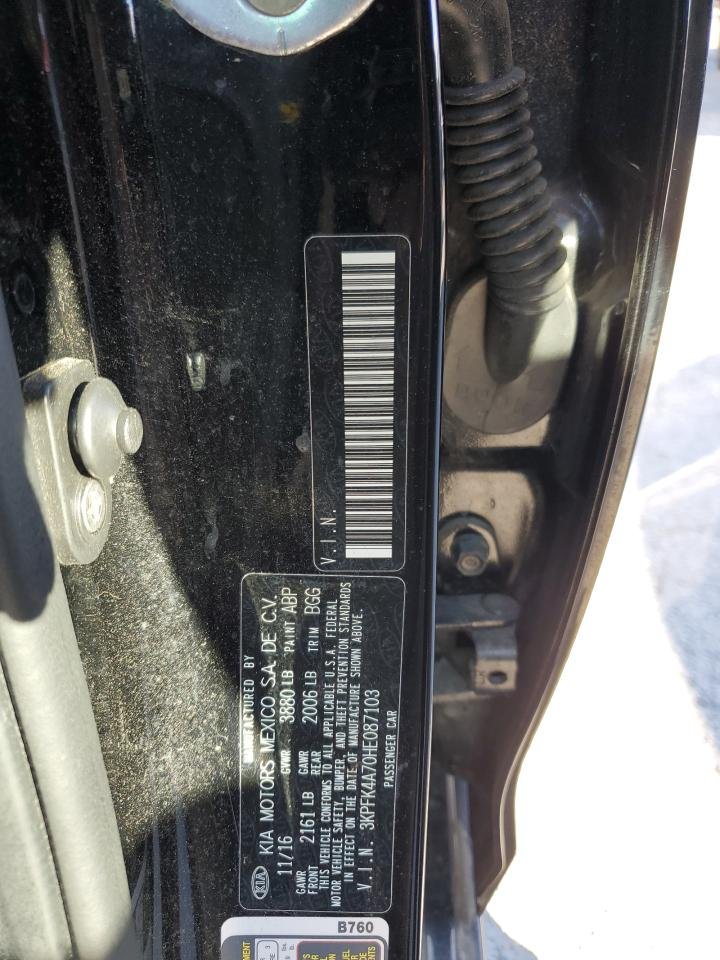 V.I.N.
MANUFACTURED BY
KIA MOTORS MEXICO S.A. DE C.V.
11/16 GVWR 3880 LB PAINT ABP
GAWR FRONT 2161 LB GAWR REAR 2006 LB TRIM BGG
THIS VEHICLE CONFORMS TO ALL APPLICABLE U.S.A. FEDERAL
MOTOR VEHICLE SAFETY, BUMPER, AND THEFT PREVENTION STANDARDS
IN EFFECT ON THE DATE OF MANUFACTURE SHOWN ABOVE.
V.I.N. 3KPFK4A70HE087103
PASSENGER CAR
KIA
B760